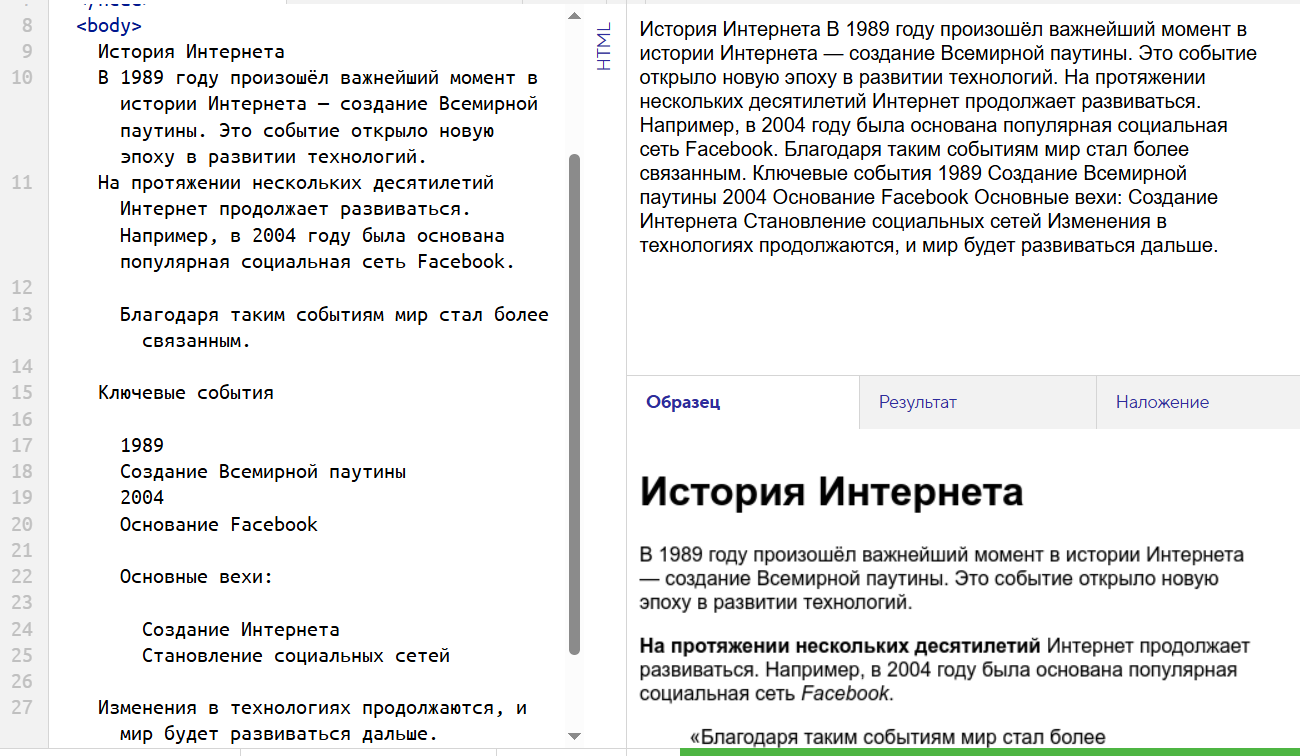 8 <body>
9 История Интернета
10 В 1989 году произошёл важнейший момент в
истории Интернета — создание Всемирной
паутины. Это событие открыло новую
эпоху в развитии технологий.
11 На протяжении нескольких десятилетий
Интернет продолжает развиваться.
Например, в 2004 году была основана
популярная социальная сеть Facebook.
12
13 Благодаря таким событиям мир стал более
связанным.
14
15 Ключевые события
16
17 1989
18 Создание Всемирной паутины
19 2004
20 Основание Facebook
21
22 Основные вехи:
23
24 Создание Интернета
25 Становление социальных сетей
26
27 Изменения в технологиях продолжаются, и
мир будет развиваться дальше.
HTML
История Интернета В 1989 году произошёл важнейший момент в
истории Интернета — создание Всемирной паутины. Это событие
открыло новую эпоху в развитии технологий. На протяжении
нескольких десятилетий Интернет продолжает развиваться.
Например, в 2004 году была основана популярная социальная
сеть Facebook. Благодаря таким событиям мир стал более
связанным. Ключевые события 1989 Создание Всемирной
паутины 2004 Основание Facebook Основные вехи: Создание
Интернета Становление социальных сетей Изменения в
технологиях продолжаются, и мир будет развиваться дальше.
Образец Результат Наложение
История Интернета
В 1989 году произошёл важнейший момент в истории Интернета
— создание Всемирной паутины. Это событие открыло новую
эпоху в развитии технологий.
На протяжении нескольких десятилетий Интернет продолжает
развиваться. Например, в 2004 году была основана популярная
социальная сеть Facebook.
«Благодаря таким событиям мир стал более